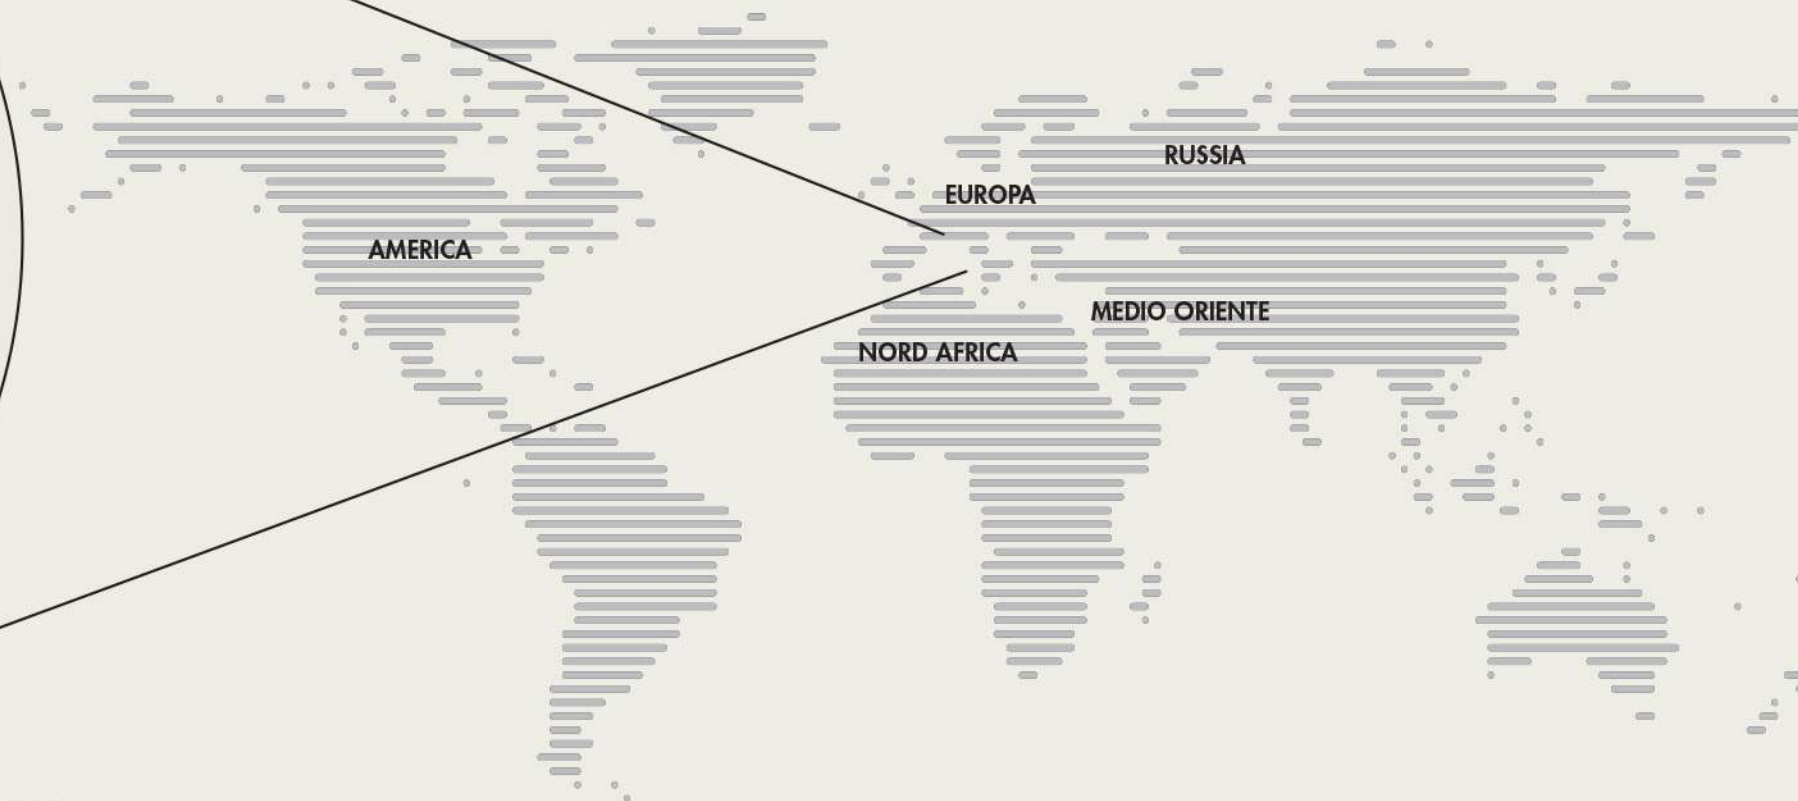 RUSSIA
EUROPA
AMERICA
MEDIO ORIENTE
NORD AFRICA